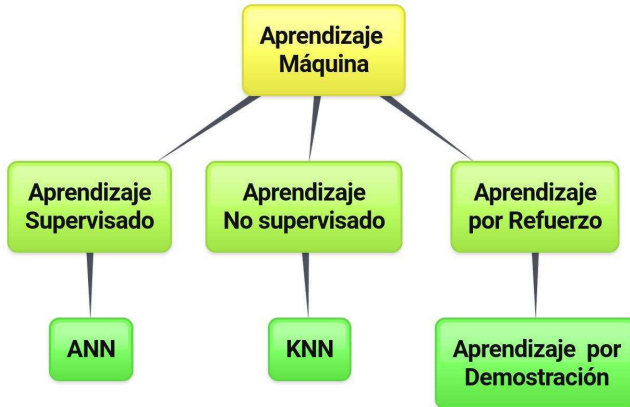 Aprendizaje
Máquina
Aprendizaje
Supervisado
Aprendizaje
No supervisado
Aprendizaje
por Refuerzo
ANN
KNN
Aprendizaje por
Demostración